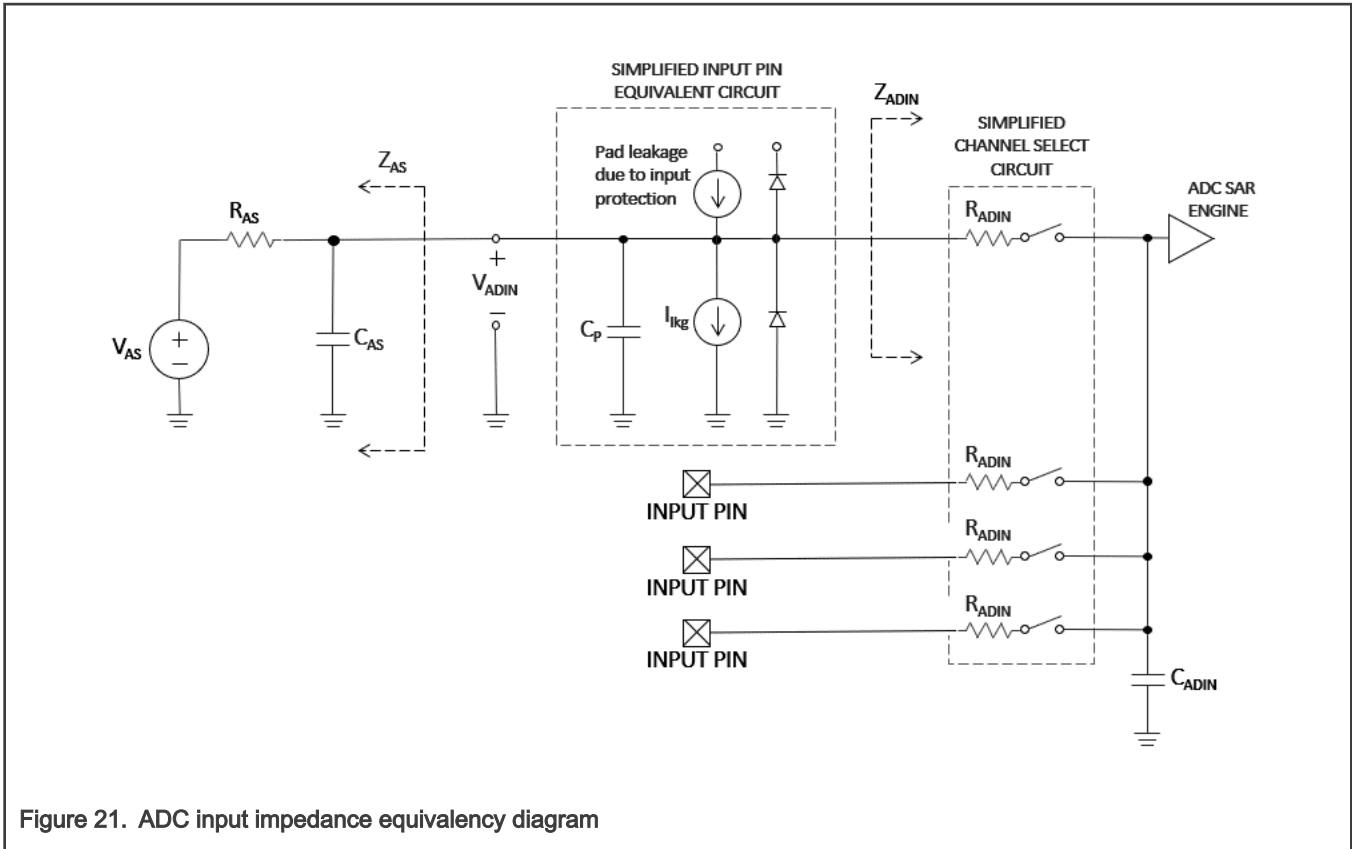 SIMPLIFIED INPUT PIN
EQUIVALENT CIRCUIT
Z_ADIN
SIMPLIFIED
CHANNEL SELECT
CIRCUIT
Pad leakage
due to input
protection
Z_AS
R_AS
R_ADIN
ADC SAR
ENGINE
+
V_ADIN
−
V_AS
+
−
C_AS
C_P
I_lkg
R_ADIN
INPUT PIN
R_ADIN
INPUT PIN
R_ADIN
INPUT PIN
C_ADIN
Figure 21. ADC input impedance equivalency diagram